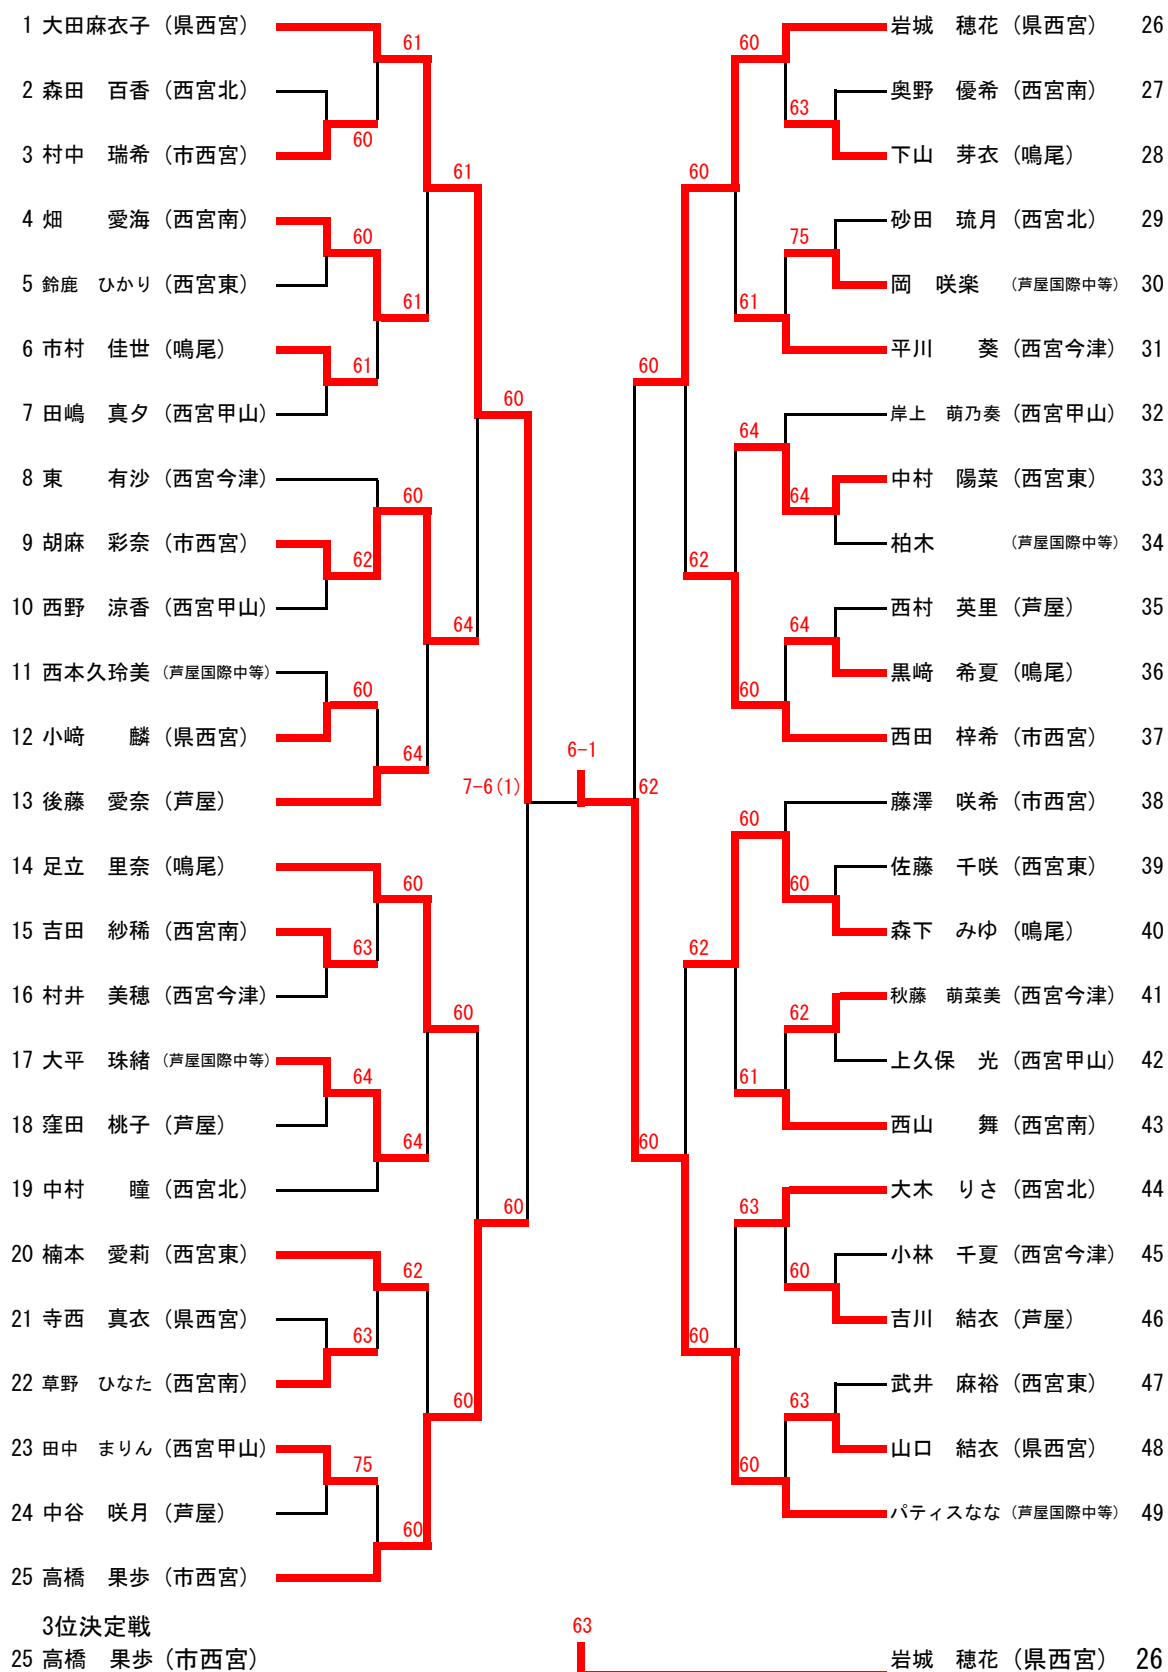 1 大田麻衣子 (県西宮)
61
2 森田 百香 (西宮北)
60
3 村中 瑞希 (市西宮)
61
4 畑 愛海 (西宮南)
60
5 鈴鹿 ひかり (西宮東)
61
6 市村 佳世 (鳴尾)
61
7 田嶋 真夕 (西宮甲山)
60
8 東 有沙 (西宮今津)
60
9 胡麻 彩奈 (市西宮)
62
10 西野 涼香 (西宮甲山)
64
11 西本久玲美 (芦屋国際中等)
60
12 小﨑 麟 (県西宮)
64
13 後藤 愛奈 (芦屋)
7-6(1)
14 足立 里奈 (鳴尾)
60
15 吉田 紗稀 (西宮南)
63
16 村井 美穂 (西宮今津)
60
17 大平 珠緒 (芦屋国際中等)
64
18 窪田 桃子 (芦屋)
64
19 中村 瞳 (西宮北)
60
20 楠本 愛莉 (西宮東)
62
21 寺西 真衣 (県西宮)
63
22 草野 ひなた (西宮南)
60
23 田中 まりん (西宮甲山)
75
24 中谷 咲月 (芦屋)
60
25 高橋 果歩 (市西宮)
6-1
岩城 穂花 (県西宮) 26
60
奥野 優希 (西宮南) 27
63
下山 芽衣 (鳴尾) 28
60
砂田 琉月 (西宮北) 29
75
岡 咲楽 (芦屋国際中等) 30
61
平川 葵 (西宮今津) 31
60
岸上 萌乃奏 (西宮甲山) 32
64
中村 陽菜 (西宮東) 33
64
柏木 (芦屋国際中等) 34
62
西村 英里 (芦屋) 35
64
黒﨑 希夏 (鳴尾) 36
60
西田 梓希 (市西宮) 37
62
藤澤 咲希 (市西宮) 38
60
佐藤 千咲 (西宮東) 39
60
森下 みゆ (鳴尾) 40
62
秋藤 萌菜美 (西宮今津) 41
62
上久保 光 (西宮甲山) 42
61
西山 舞 (西宮南) 43
60
大木 りさ (西宮北) 44
63
小林 千夏 (西宮今津) 45
60
吉川 結衣 (芦屋) 46
60
武井 麻裕 (西宮東) 47
63
山口 結衣 (県西宮) 48
60
パティスなな (芦屋国際中等) 49
3位決定戦
63
25 高橋 果歩 (市西宮)
岩城 穂花 (県西宮) 26